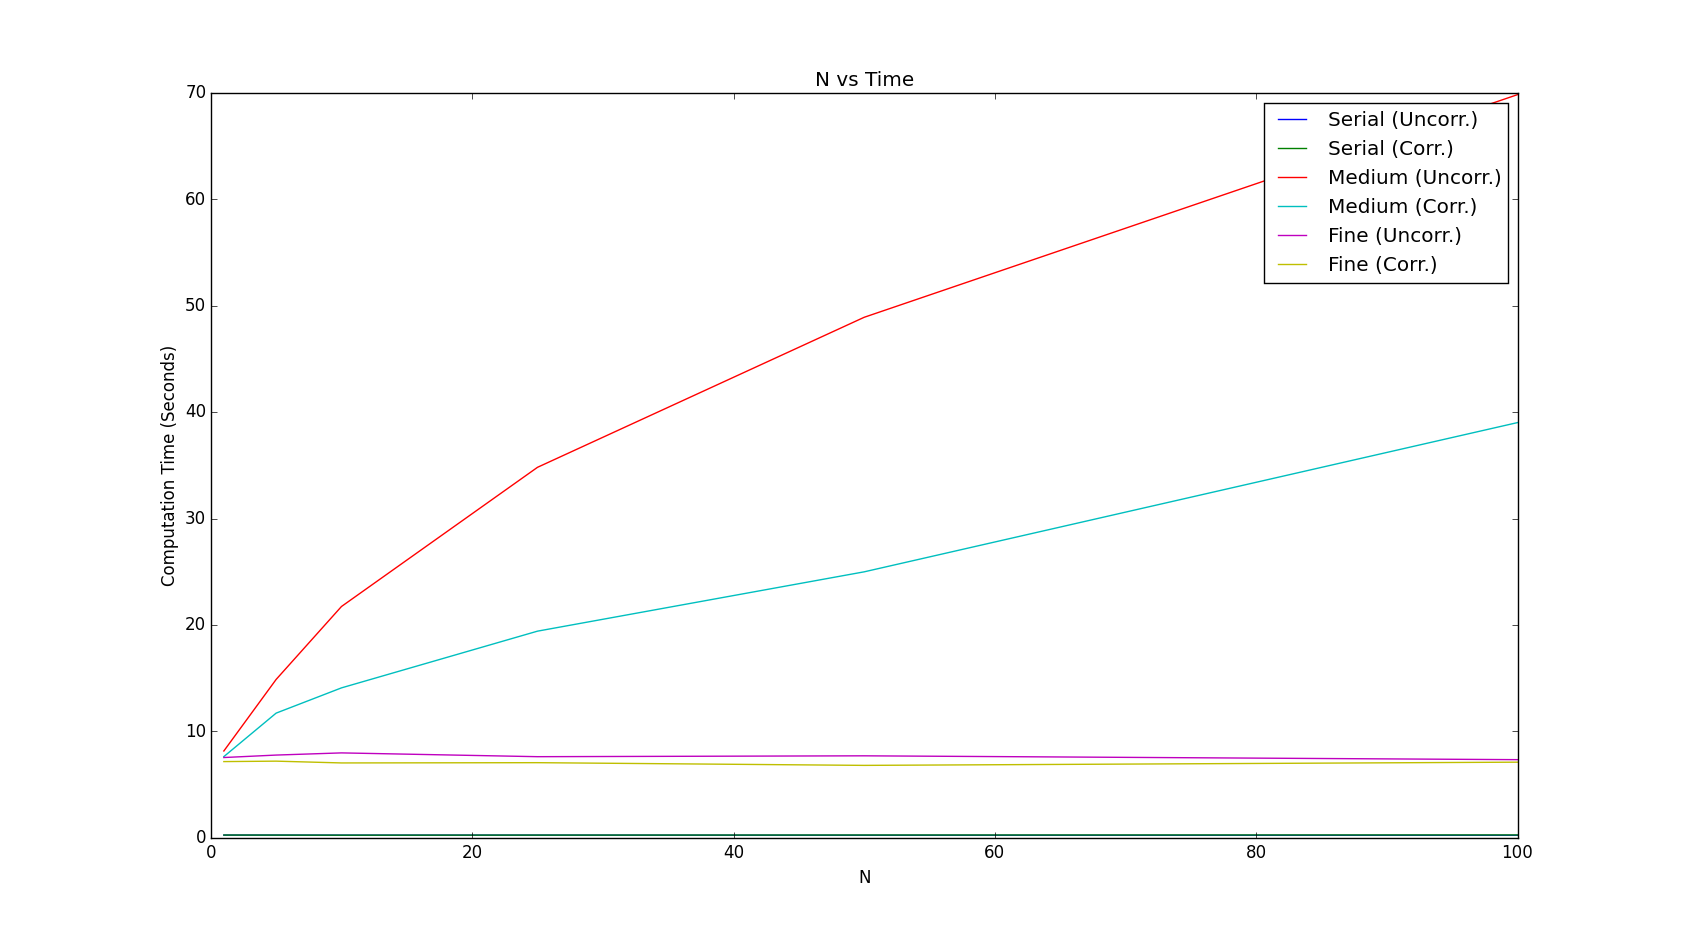 N vs Time
70
60
50
40
30
20
10
0
Computation Time (Seconds)
Serial (Uncorr.)
Serial (Corr.)
Medium (Uncorr.)
Medium (Corr.)
Fine (Uncorr.)
Fine (Corr.)
0 20 40 60 80 100
N